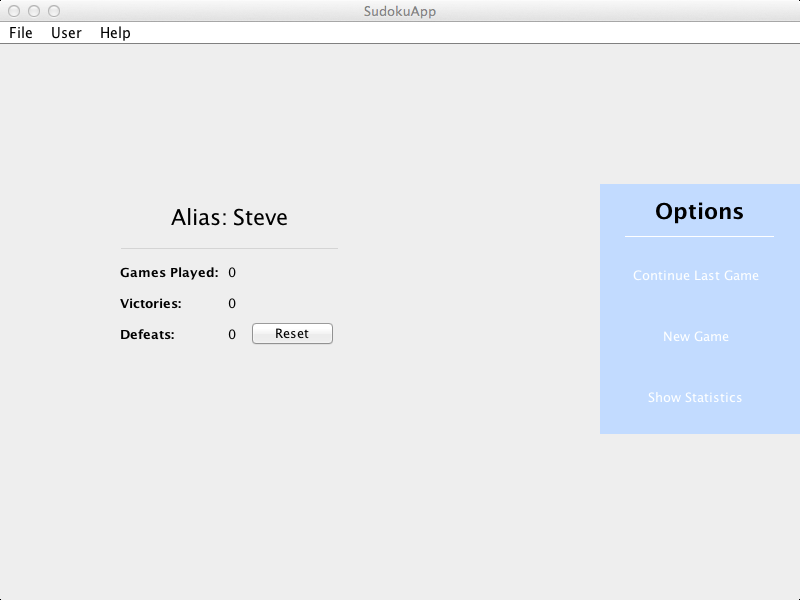 SudokuApp
File User Help
Alias: Steve
Games Played: 0
Victories: 0
Defeats: 0 Reset
Options
Continue Last Game
New Game
Show Statistics